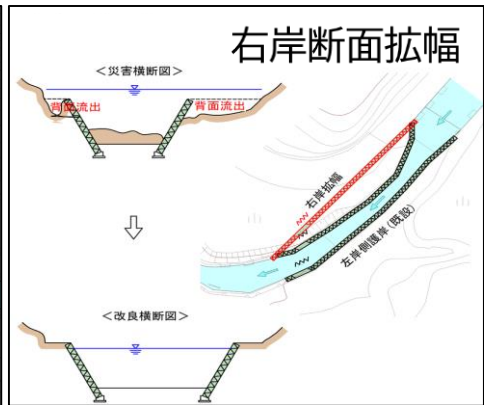 右岸断面拡幅
＜災害横断図＞
背面流出
背面流出
右岸拡幅
左岸側護岸(既設)
＜改良横断図＞